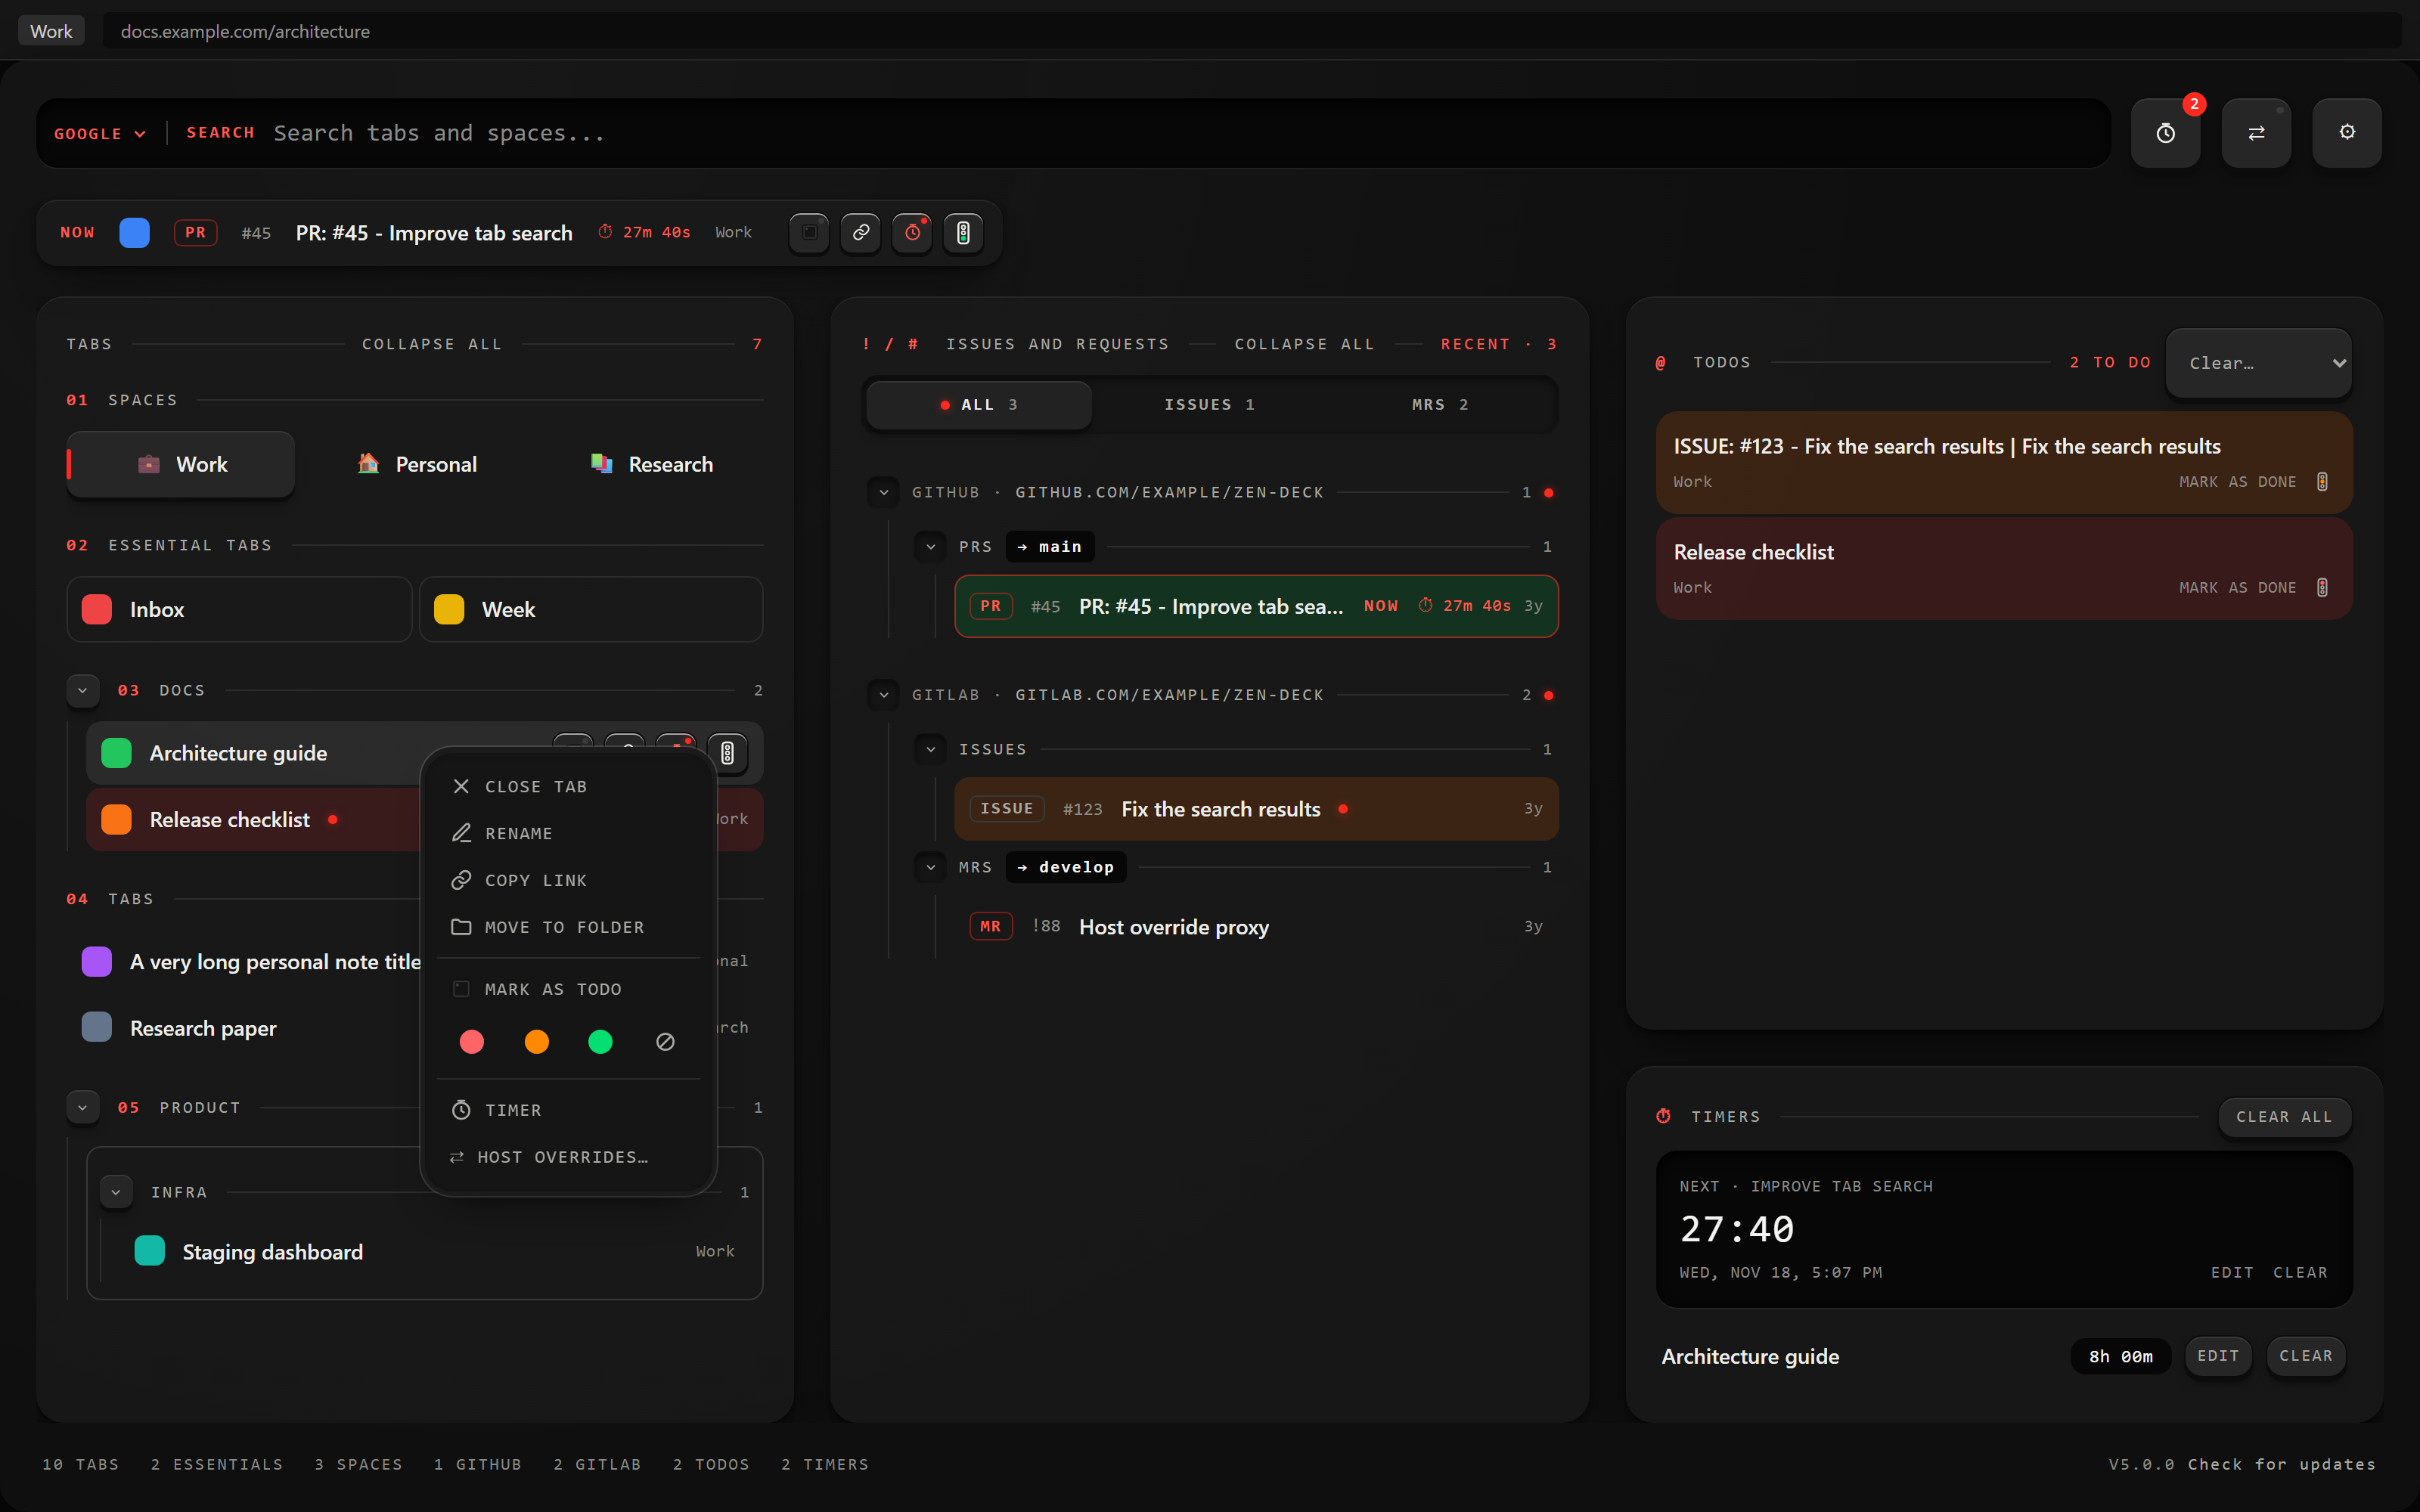 Work docs.example.com/architecture
GOOGLE SEARCH Search tabs and spaces... 2
NOW PR #45 PR: #45 - Improve tab search 27m 40s Work
TABS COLLAPSE ALL 7
01 SPACES
Work Personal Research
02 ESSENTIAL TABS
Inbox Week
03 DOCS 2
Architecture guide
Release checklist
04 TABS
A very long personal note title
Research paper
05 PRODUCT 1
INFRA 1
Staging dashboard Work
CLOSE TAB
RENAME
COPY LINK
MOVE TO FOLDER
MARK AS TODO
TIMER
HOST OVERRIDES…
! / # ISSUES AND REQUESTS COLLAPSE ALL RECENT · 3
ALL 3 ISSUES 1 MRS 2
GITHUB · GITHUB.COM/EXAMPLE/ZEN-DECK 1
PRS → main 1
PR #45 PR: #45 - Improve tab sea... NOW 27m 40s 3y
GITLAB · GITLAB.COM/EXAMPLE/ZEN-DECK 2
ISSUES 1
ISSUE #123 Fix the search results 3y
MRS → develop 1
MR !88 Host override proxy 3y
@ TODOS 2 TO DO Clear…
ISSUE: #123 - Fix the search results | Fix the search results
Work MARK AS DONE
Release checklist
Work MARK AS DONE
TIMERS CLEAR ALL
NEXT · IMPROVE TAB SEARCH
27:40
WED, NOV 18, 5:07 PM EDIT CLEAR
Architecture guide 8h 00m EDIT CLEAR
10 TABS 2 ESSENTIALS 3 SPACES 1 GITHUB 2 GITLAB 2 TODOS 2 TIMERS V5.0.0 Check for updates